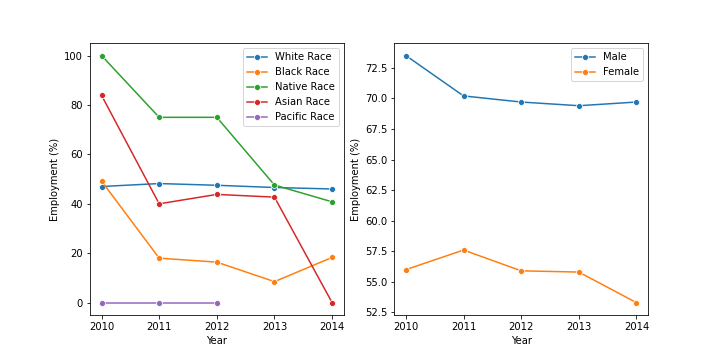 100
80
60
40
20
0
Employment (%)
2010 2011 2012 2013 2014
Year
White Race
Black Race
Native Race
Asian Race
Pacific Race
72.5
70.0
67.5
65.0
62.5
60.0
57.5
55.0
52.5
Employment (%)
2010 2011 2012 2013 2014
Year
Male
Female